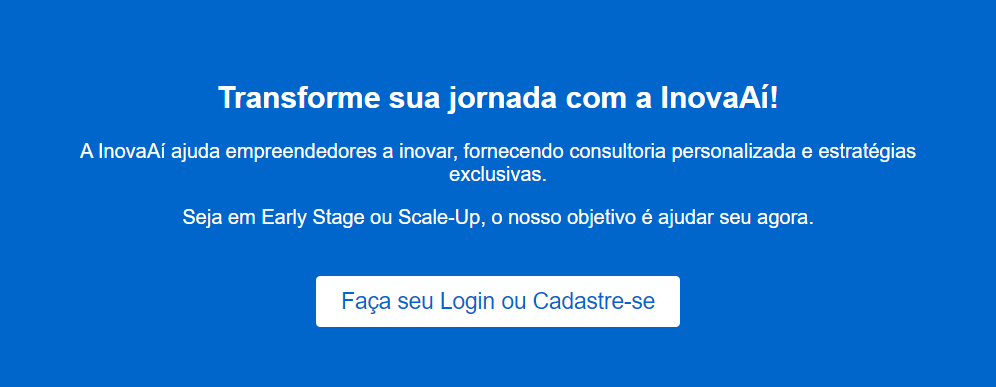 Transforme sua jornada com a InovaAí!
A InovaAí ajuda empreendedores a inovar, fornecendo consultoria personalizada e estratégias
exclusivas.
Seja em Early Stage ou Scale-Up, o nosso objetivo é ajudar seu agora.
Faça seu Login ou Cadastre-se